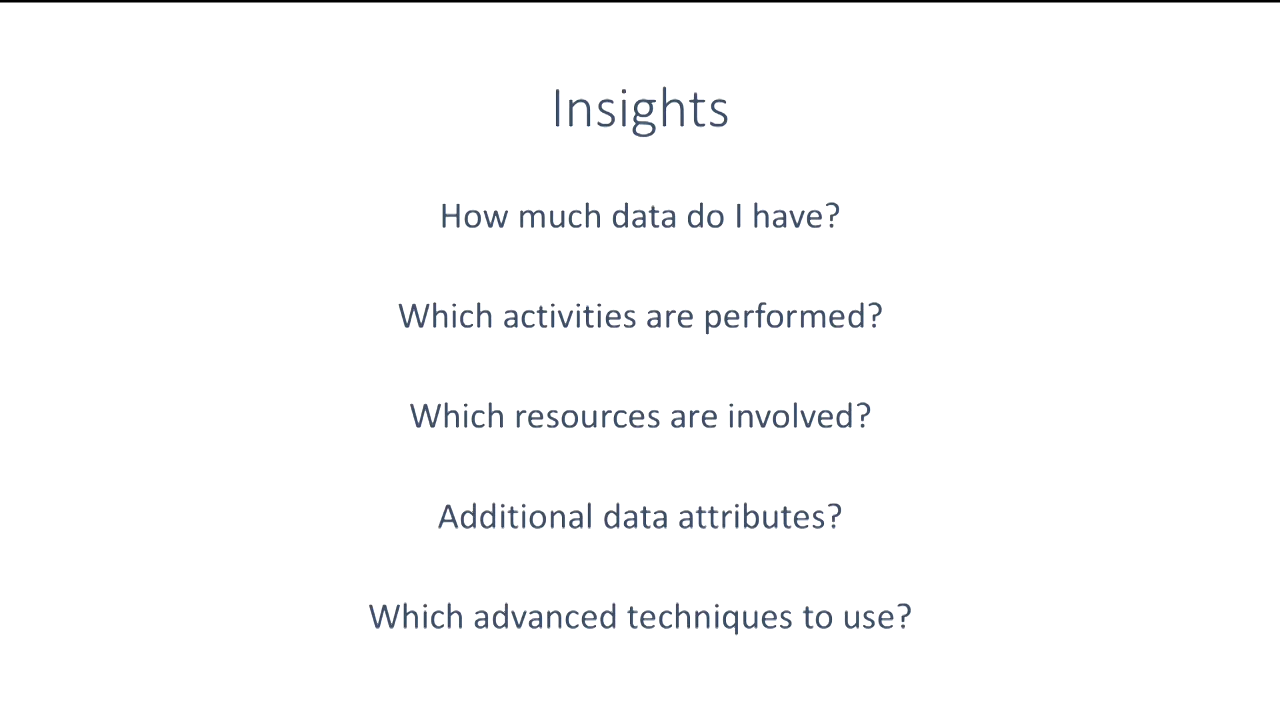 Insights
How much data do I have?
Which activities are performed?
Which resources are involved?
Additional data attributes?
Which advanced techniques to use?